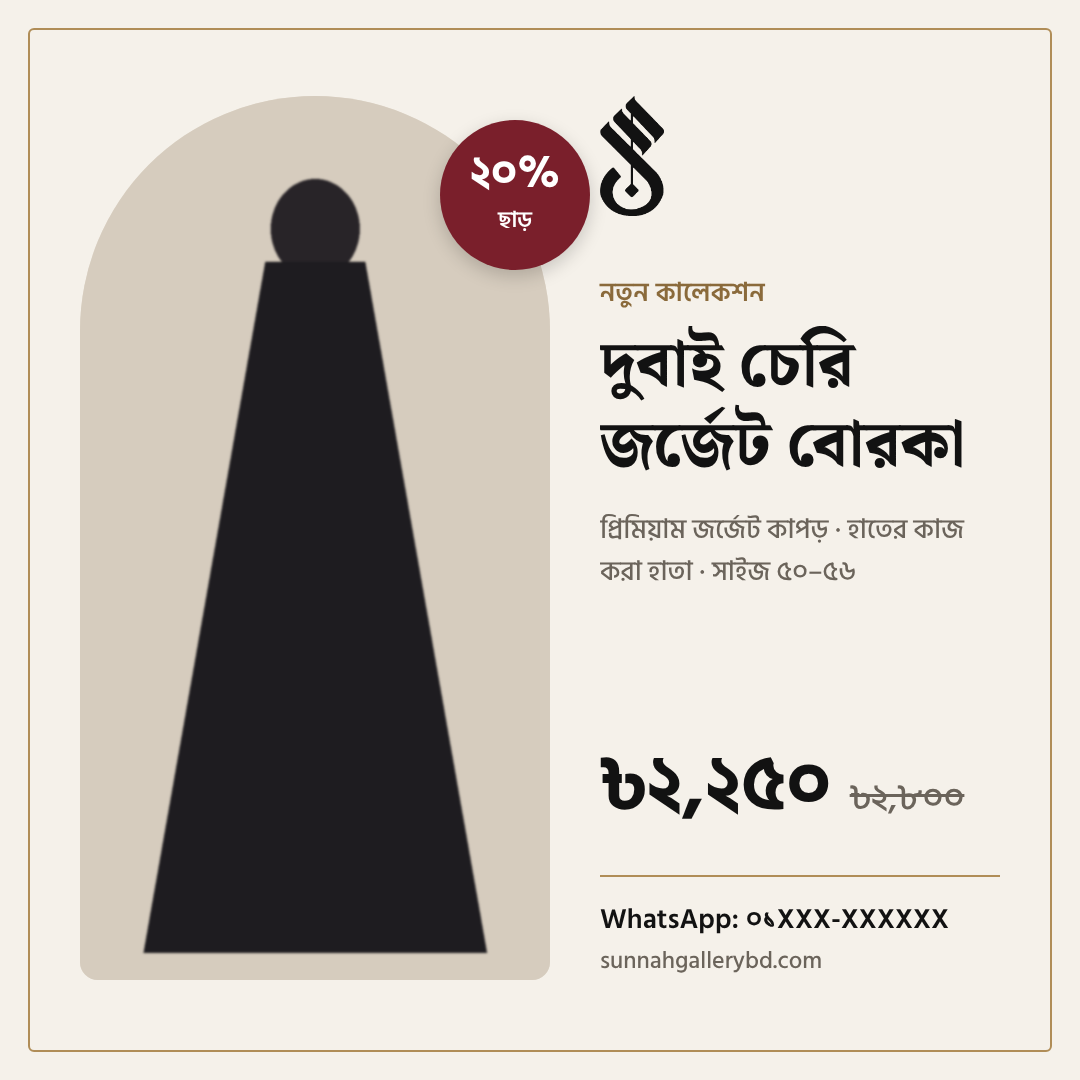 ২০%
ছাড়
নতুন কালেকশন
দুবাই চেরি
জর্জেট বোরকা
প্রিমিয়াম জর্জেট কাপড় · হাতের কাজ
করা হাতা · সাইজ ৫০–৫৬
৳২,২৫০ ৳২,৮০০
WhatsApp: ০১XXX-XXXXXX
sunnahgallerybd.com